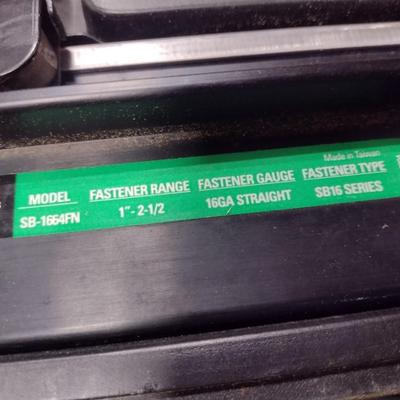 Made in Taiwan
MODEL FASTENER RANGE FASTENER GAUGE FASTENER TYPE
SB-1664FN 1"- 2-1/2 16GA STRAIGHT SB16 SERIES